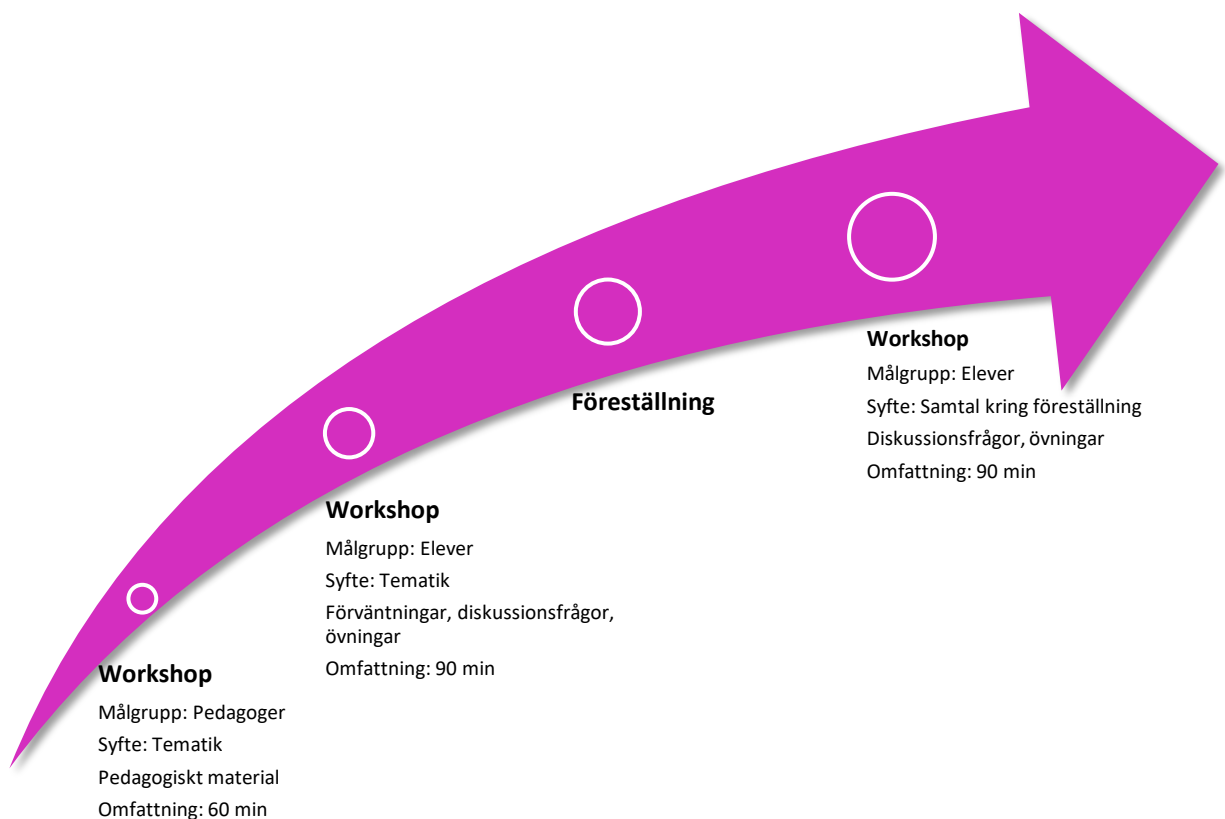 Workshop
Målgrupp: Pedagoger
Syfte: Tematik
Pedagogiskt material
Omfattning: 60 min
Workshop
Målgrupp: Elever
Syfte: Tematik
Förväntningar, diskussionsfrågor,
övningar
Omfattning: 90 min
Föreställning
Workshop
Målgrupp: Elever
Syfte: Samtal kring föreställning
Diskussionsfrågor, övningar
Omfattning: 90 min